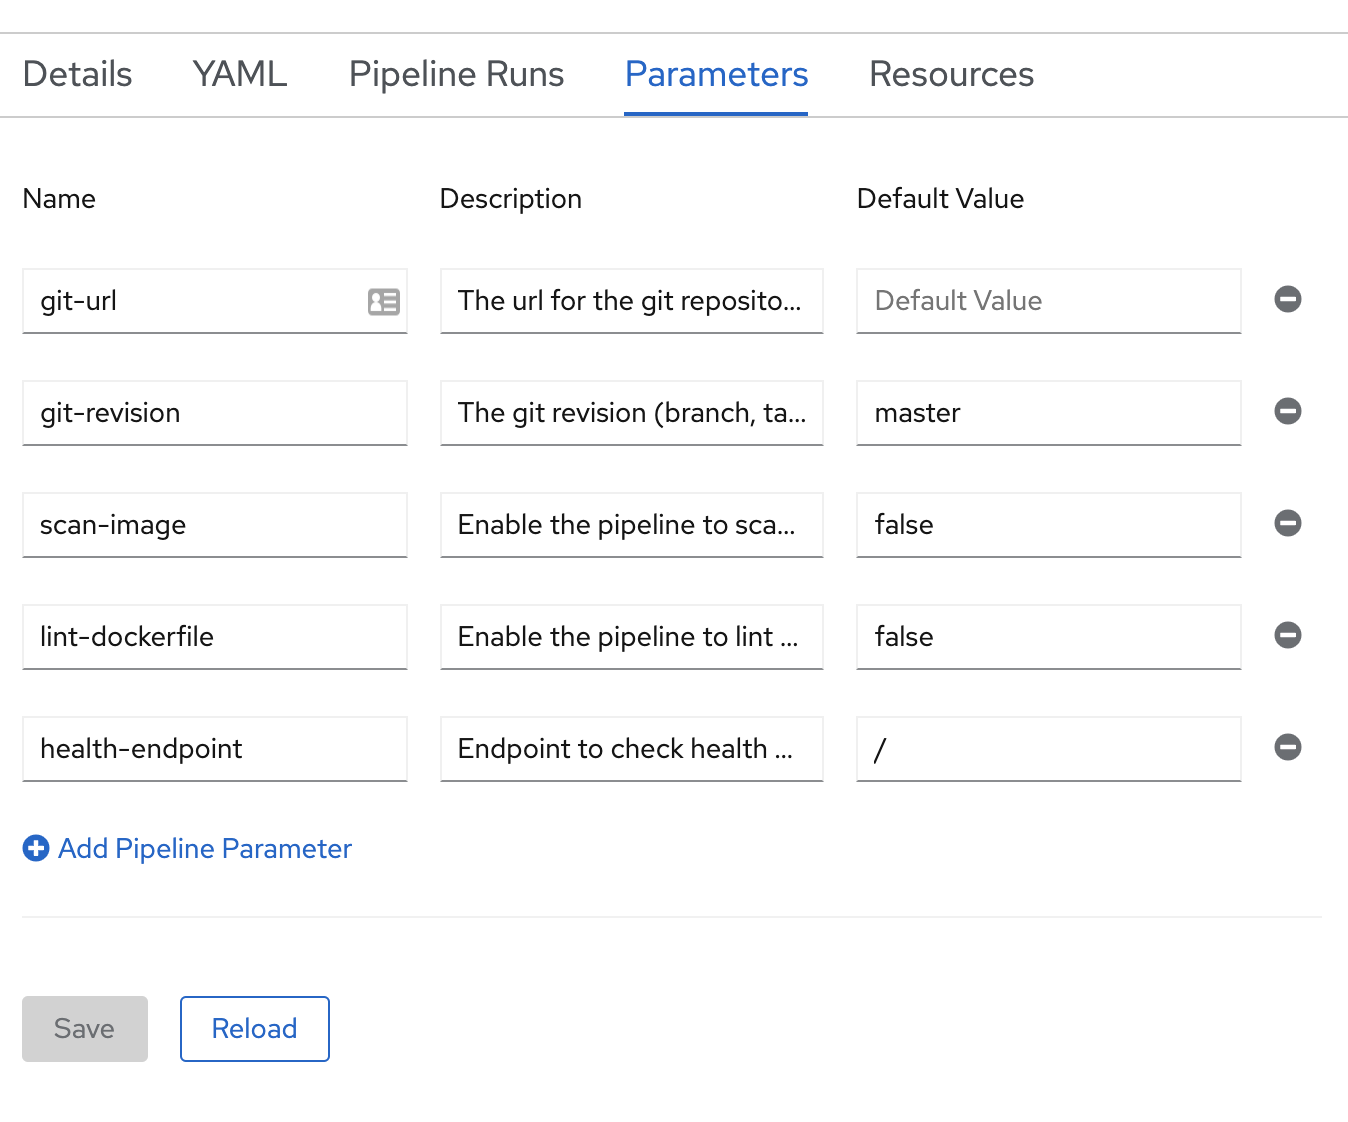 Details YAML Pipeline Runs Parameters Resources
Name Description Default Value
git-url The url for the git reposito... Default Value
git-revision The git revision (branch, ta... master
scan-image Enable the pipeline to sca... false
lint-dockerfile Enable the pipeline to lint ... false
health-endpoint Endpoint to check health ... /
Add Pipeline Parameter
Save Reload